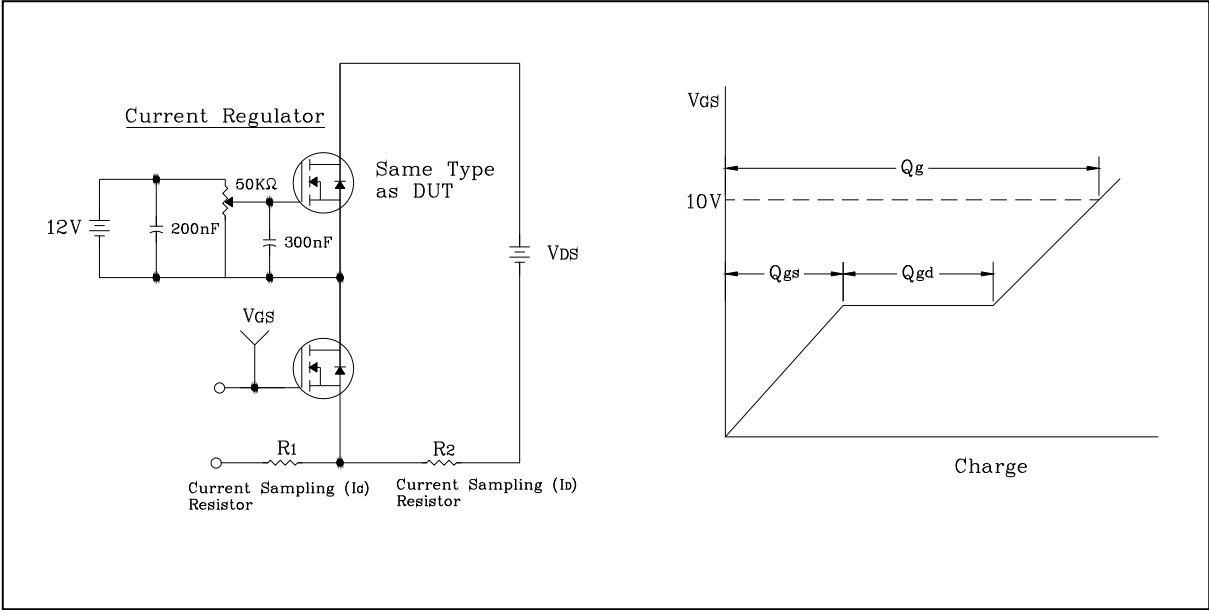 Current Regulator
50KΩ
Same Type
as DUT
12V
200nF
300nF
VDS
VGS
R1
R2
Current Sampling (IG)
Resistor
Current Sampling (ID)
Resistor
VGS
Qg
10V
Qgs
Qgd
Charge